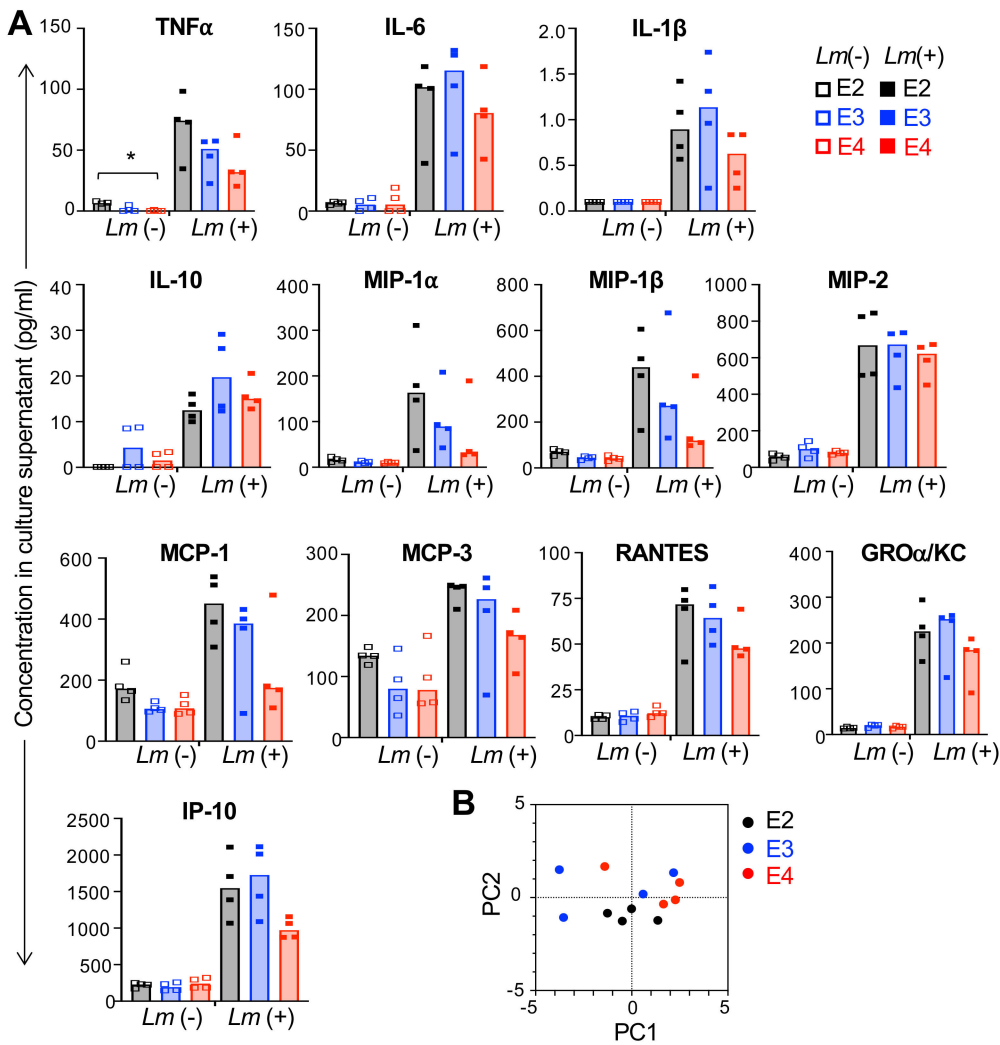 A
TNFα
IL-6
IL-1β
Lm(-) Lm(+)
E2 E2
E3 E3
E4 E4
150
100
50
0
*
Lm (-) Lm (+)
150
100
50
0
Lm (-) Lm (+)
2.0
1.5
1.0
0.5
0.0
Lm (-) Lm (+)
Concentration in culture supernatant (pg/ml)
IL-10
40
30
20
10
0
Lm (-) Lm (+)
MIP-1α
400
300
200
100
0
Lm (-) Lm (+)
MIP-1β
800
600
400
200
0
Lm (-) Lm (+)
MIP-2
1000
800
600
400
200
0
Lm (-) Lm (+)
MCP-1
600
400
200
0
Lm (-) Lm (+)
MCP-3
300
200
100
0
Lm (-) Lm (+)
RANTES
100
75
50
25
0
Lm (-) Lm (+)
GROα/KC
400
300
200
100
0
Lm (-) Lm (+)
IP-10
2500
2000
1500
1000
500
0
Lm (-) Lm (+)
B
5
0
-5
PC2
-5 0 5
PC1
E2
E3
E4